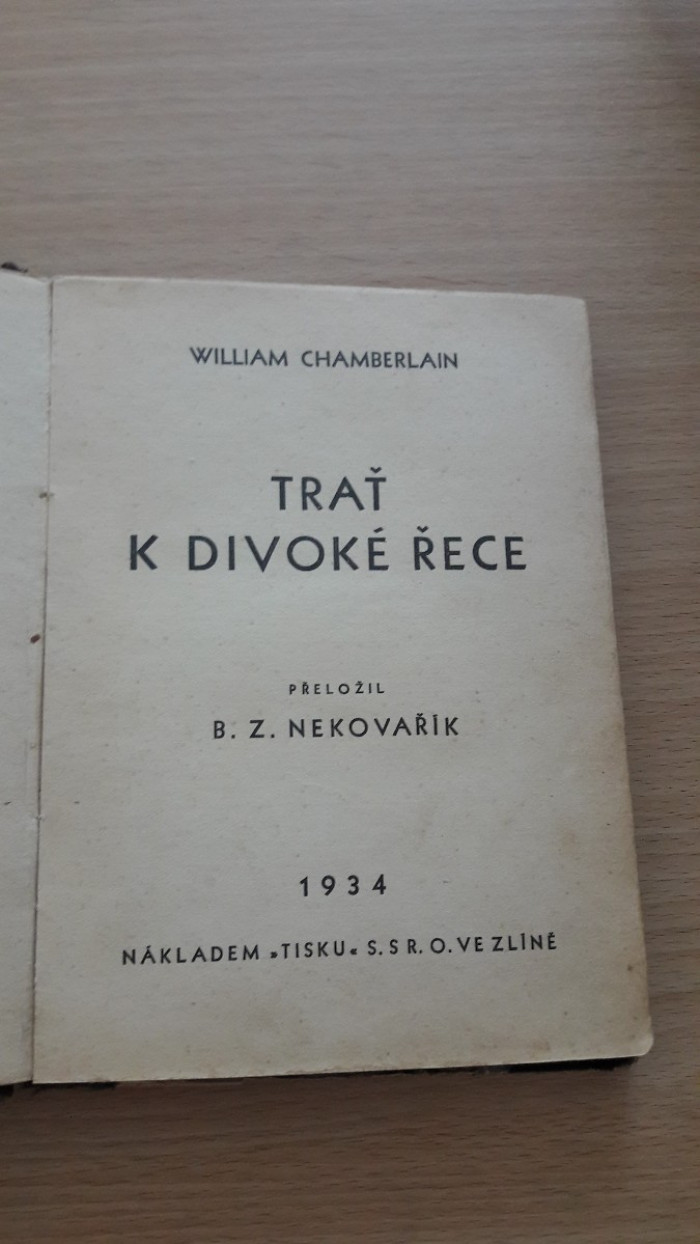 WILLIAM CHAMBERLAIN
TRAŤ
K DIVOKÉ ŘECE
PŘELOŽIL
B. Z. NEKOVAŘÍK
1934
NÁKLADEM »TISKU« S. S R. O. VE ZLÍNĚ